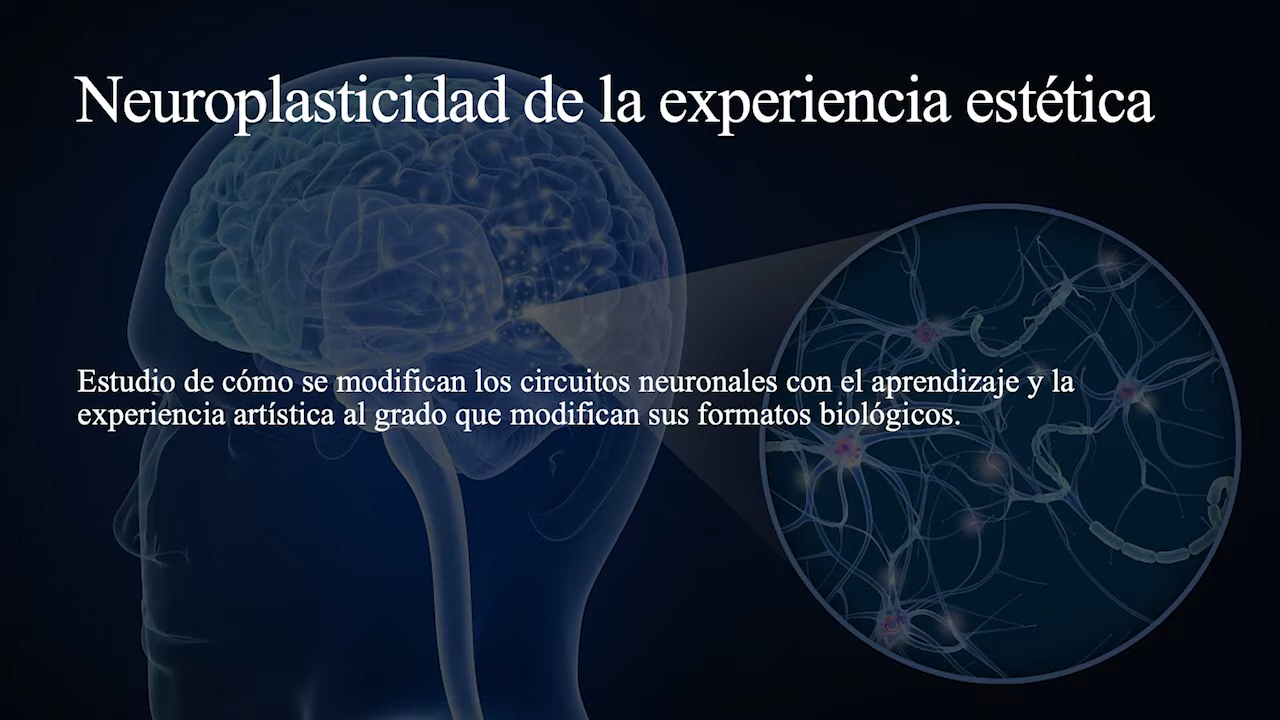 Neuroplasticidad de la experiencia estética
Estudio de cómo se modifican los circuitos neuronales con el aprendizaje y la
experiencia artística al grado que modifican sus formatos biológicos.